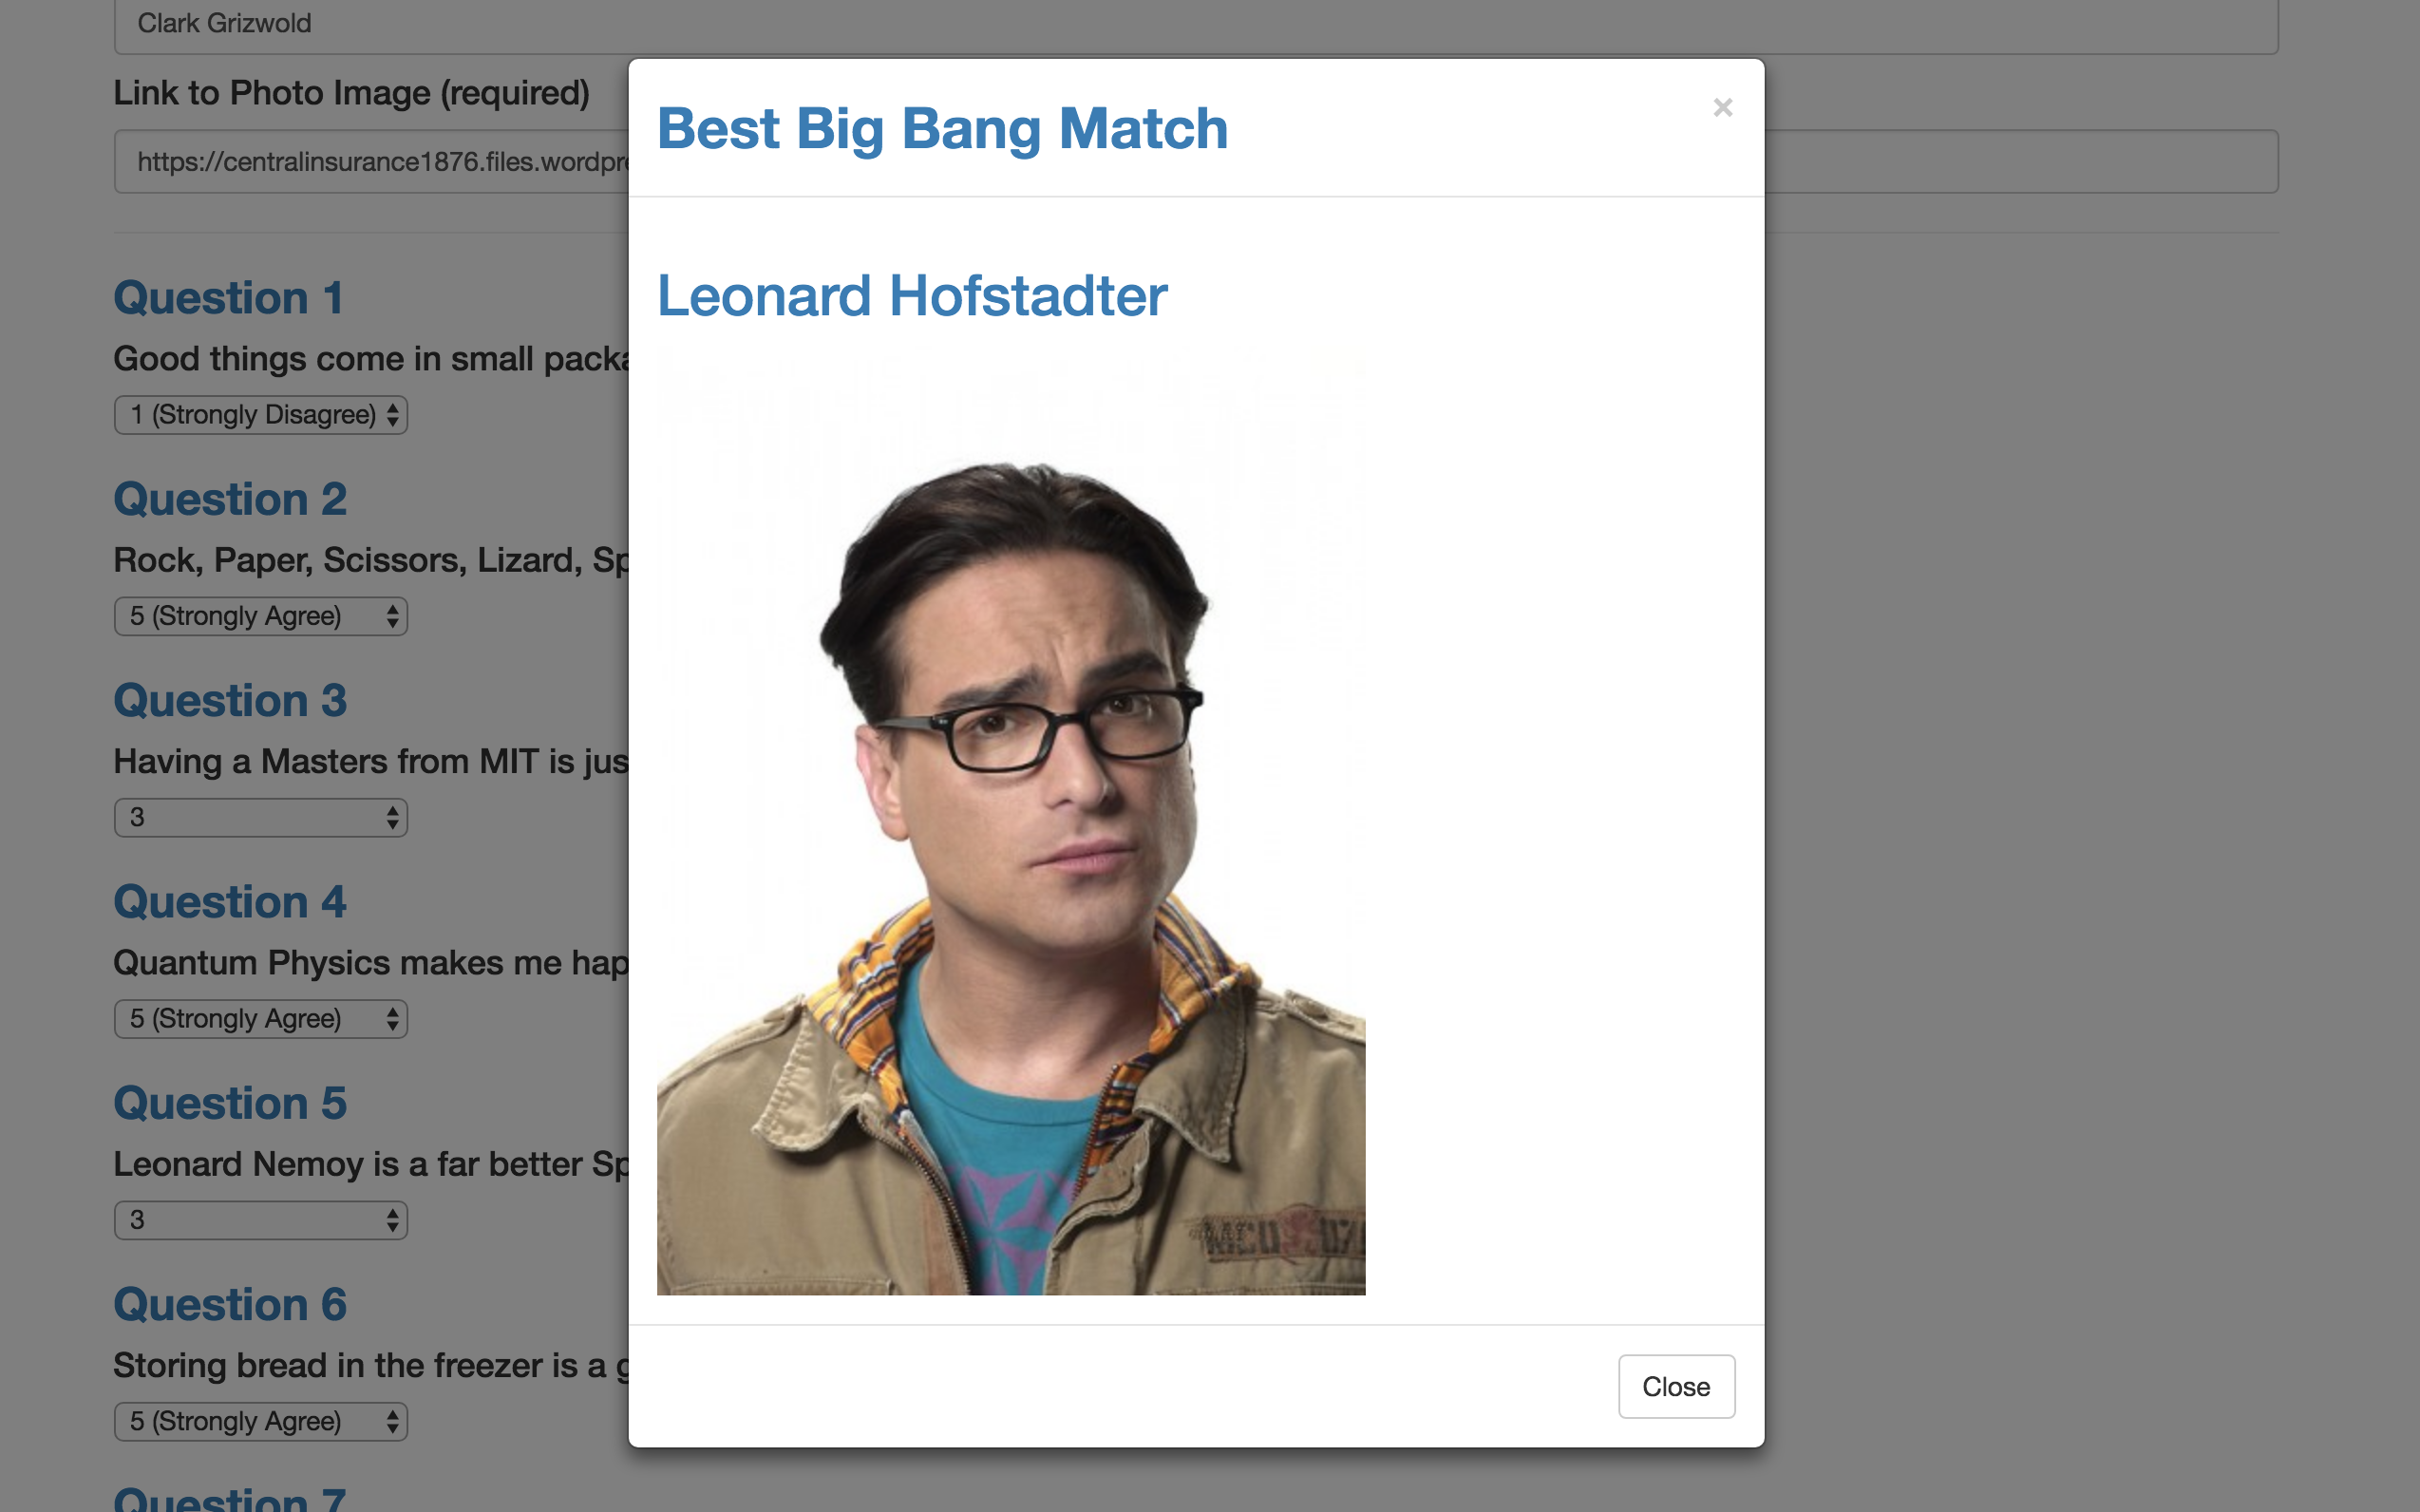 Clark Grizwold
Link to Photo Image (required)
https://centralinsurance1876.files.wordpre
Best Big Bang Match
×
Leonard Hofstadter
Question 1
Good things come in small packa
1 (Strongly Disagree)
Question 2
Rock, Paper, Scissors, Lizard, Sp
5 (Strongly Agree)
Question 3
Having a Masters from MIT is jus
3
Question 4
Quantum Physics makes me hap
5 (Strongly Agree)
Question 5
Leonard Nemoy is a far better Sp
3
Question 6
Storing bread in the freezer is a g
5 (Strongly Agree)
Question 7
Close